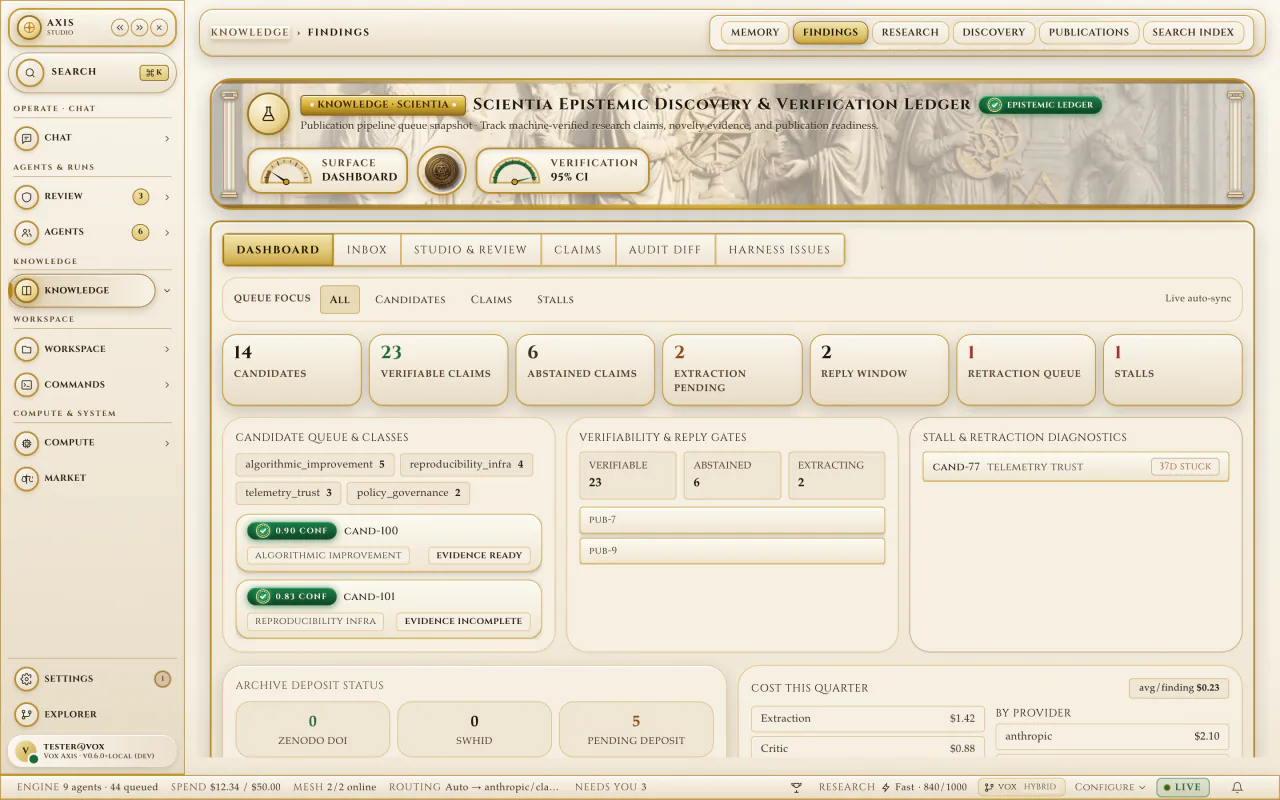 AXIS
STUDIO
SEARCH
⌘ K
OPERATE · CHAT
CHAT
AGENTS & RUNS
REVIEW 3
AGENTS 6
KNOWLEDGE
KNOWLEDGE
WORKSPACE
WORKSPACE
COMMANDS
COMPUTE & SYSTEM
COMPUTE
MARKET
SETTINGS 1
EXPLORER
V
TESTER@VOX
VOX AXIS · V0.6.0+LOCAL (DEV)
KNOWLEDGE › FINDINGS
MEMORY FINDINGS RESEARCH DISCOVERY PUBLICATIONS SEARCH INDEX
KNOWLEDGE · SCIENTIA Scientia Epistemic Discovery & Verification Ledger EPISTEMIC LEDGER
Publication pipeline queue snapshot · Track machine-verified research claims, novelty evidence, and publication readiness.
SURFACE
DASHBOARD
VERIFICATION
95% CI
DASHBOARD INBOX STUDIO & REVIEW CLAIMS AUDIT DIFF HARNESS ISSUES
QUEUE FOCUS ALL CANDIDATES CLAIMS STALLS Live auto-sync
14
CANDIDATES
23
VERIFIABLE CLAIMS
6
ABSTAINED CLAIMS
2
EXTRACTION
PENDING
2
REPLY WINDOW
1
RETRACTION QUEUE
1
STALLS
CANDIDATE QUEUE & CLASSES
algorithmic_improvement 5 reproducibility_infra 4
telemetry_trust 3 policy_governance 2
0.90 CONF CAND-100
ALGORITHMIC IMPROVEMENT EVIDENCE READY
0.83 CONF CAND-101
REPRODUCIBILITY INFRA EVIDENCE INCOMPLETE
VERIFIABILITY & REPLY GATES
VERIFIABLE
23
ABSTAINED
6
EXTRACTING
2
PUB-7
PUB-9
STALL & RETRACTION DIAGNOSTICS
CAND-77 TELEMETRY TRUST 37D STUCK
ARCHIVE DEPOSIT STATUS
0
ZENODO DOI
0
SWHID
5
PENDING DEPOSIT
COST THIS QUARTER avg/finding $0.23
Extraction $1.42
Critic $0.88
BY PROVIDER
anthropic $2.10
ENGINE 9 agents · 44 queued SPEND $12.34 / $50.00 MESH 2/2 online ROUTING Auto → anthropic/cla… NEEDS YOU 3 RESEARCH Fast · 840/1000 VOX HYBRID CONFIGURE LIVE